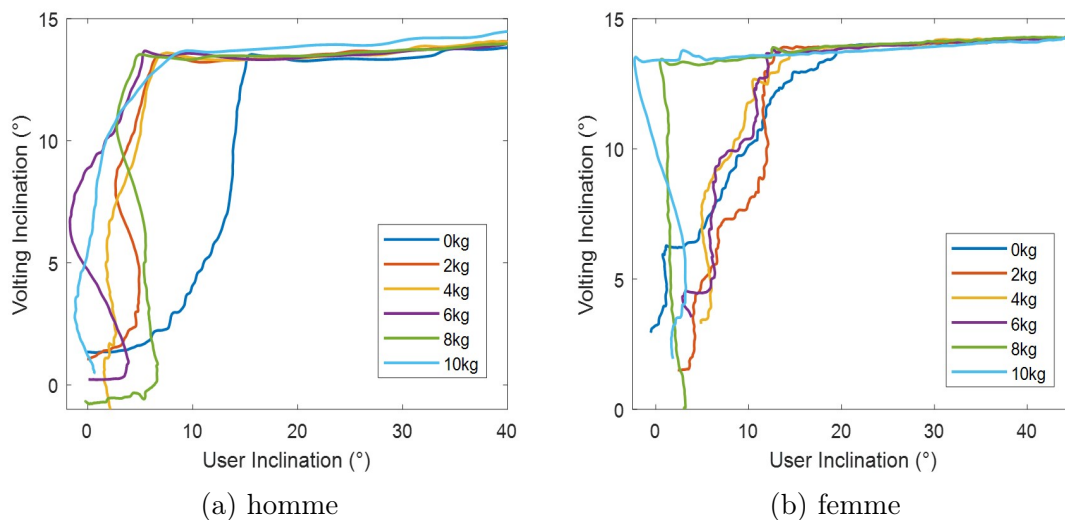 15
10
5
0
Volting Inclination (°)
0kg
2kg
4kg
6kg
8kg
10kg
0
10
20
30
40
User Inclination (°)
(a) homme
15
10
5
0
Volting Inclination (°)
0kg
2kg
4kg
6kg
8kg
10kg
0
10
20
30
40
User Inclination (°)
(b) femme